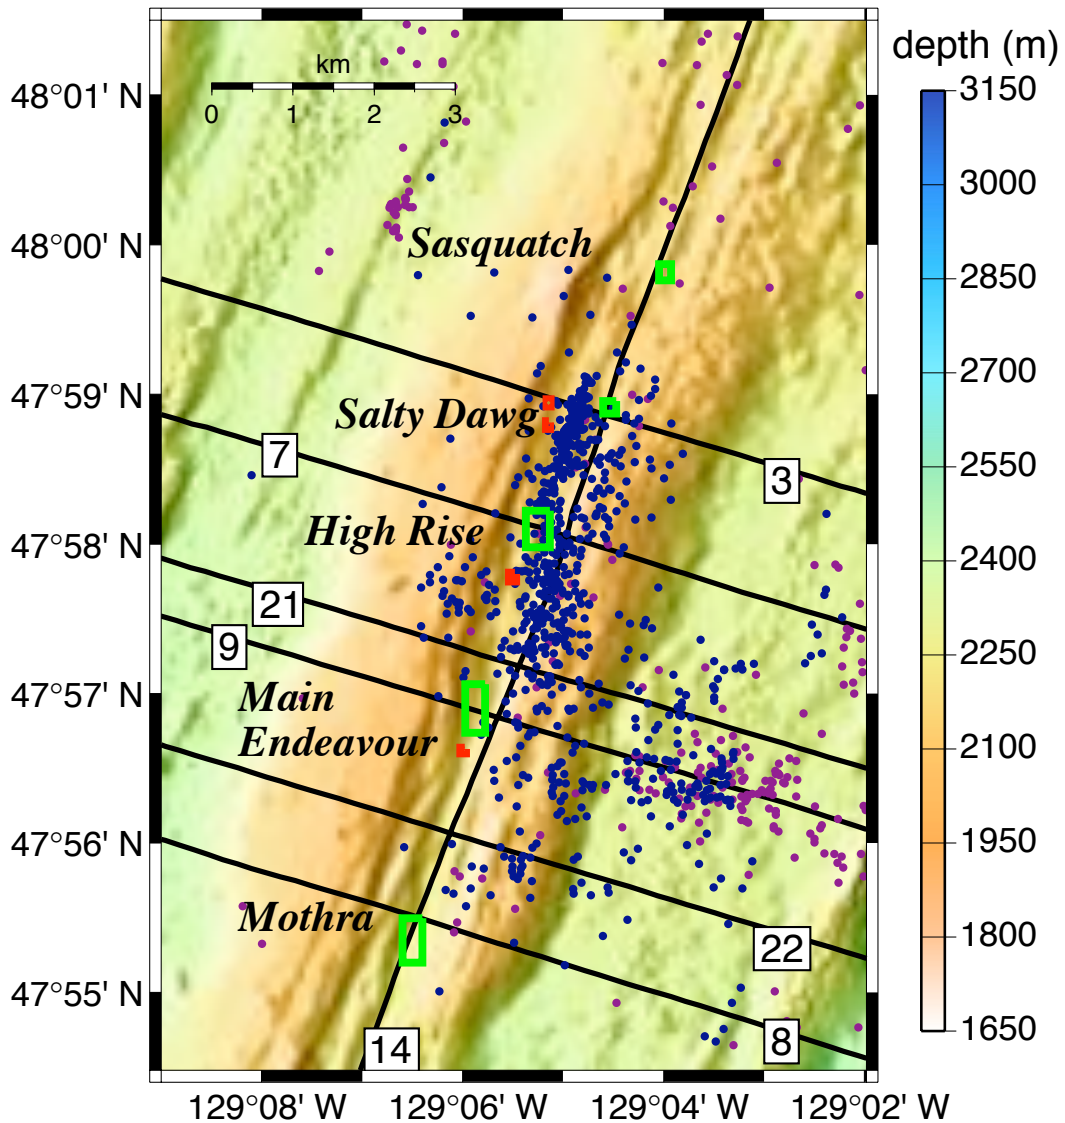 depth (m)
km
0 1 2 3
48°01' N
48°00' N
47°59' N
47°58' N
47°57' N
47°56' N
47°55' N
Sasquatch
Salty Dawg
High Rise
Main
Endeavour
Mothra
7
3
21
9
22
14
8
129°08' W
129°06' W
129°04' W
129°02' W
3150
3000
2850
2700
2550
2400
2250
2100
1950
1800
1650